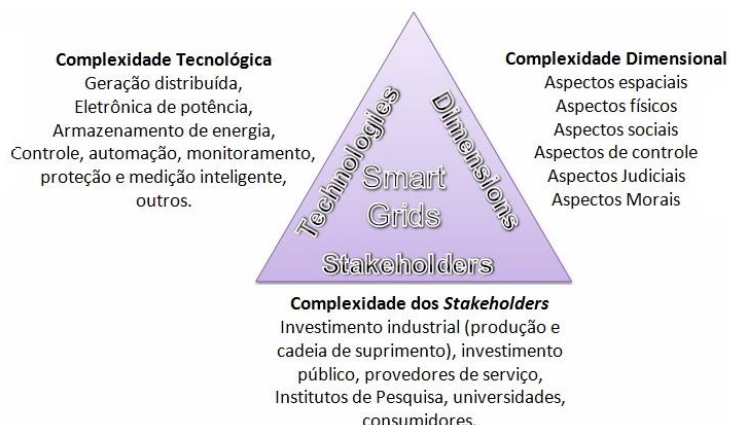 Complexidade Tecnológica
Geração distribuída,
Eletrônica de potência,
Armazenamento de energia,
Controle, automação, monitoramento,
proteção e medição inteligente,
outros.
Technologies
Smart
Grids
Dimensions
Stakeholders
Complexidade Dimensional
Aspectos espaciais
Aspectos físicos
Aspectos sociais
Aspectos de controle
Aspectos Judiciais
Aspectos Morais
Complexidade dos Stakeholders
Investimento industrial (produção e
cadeia de suprimento), investimento
público, provedores de serviço,
Institutos de Pesquisa, universidades,
consumidores.